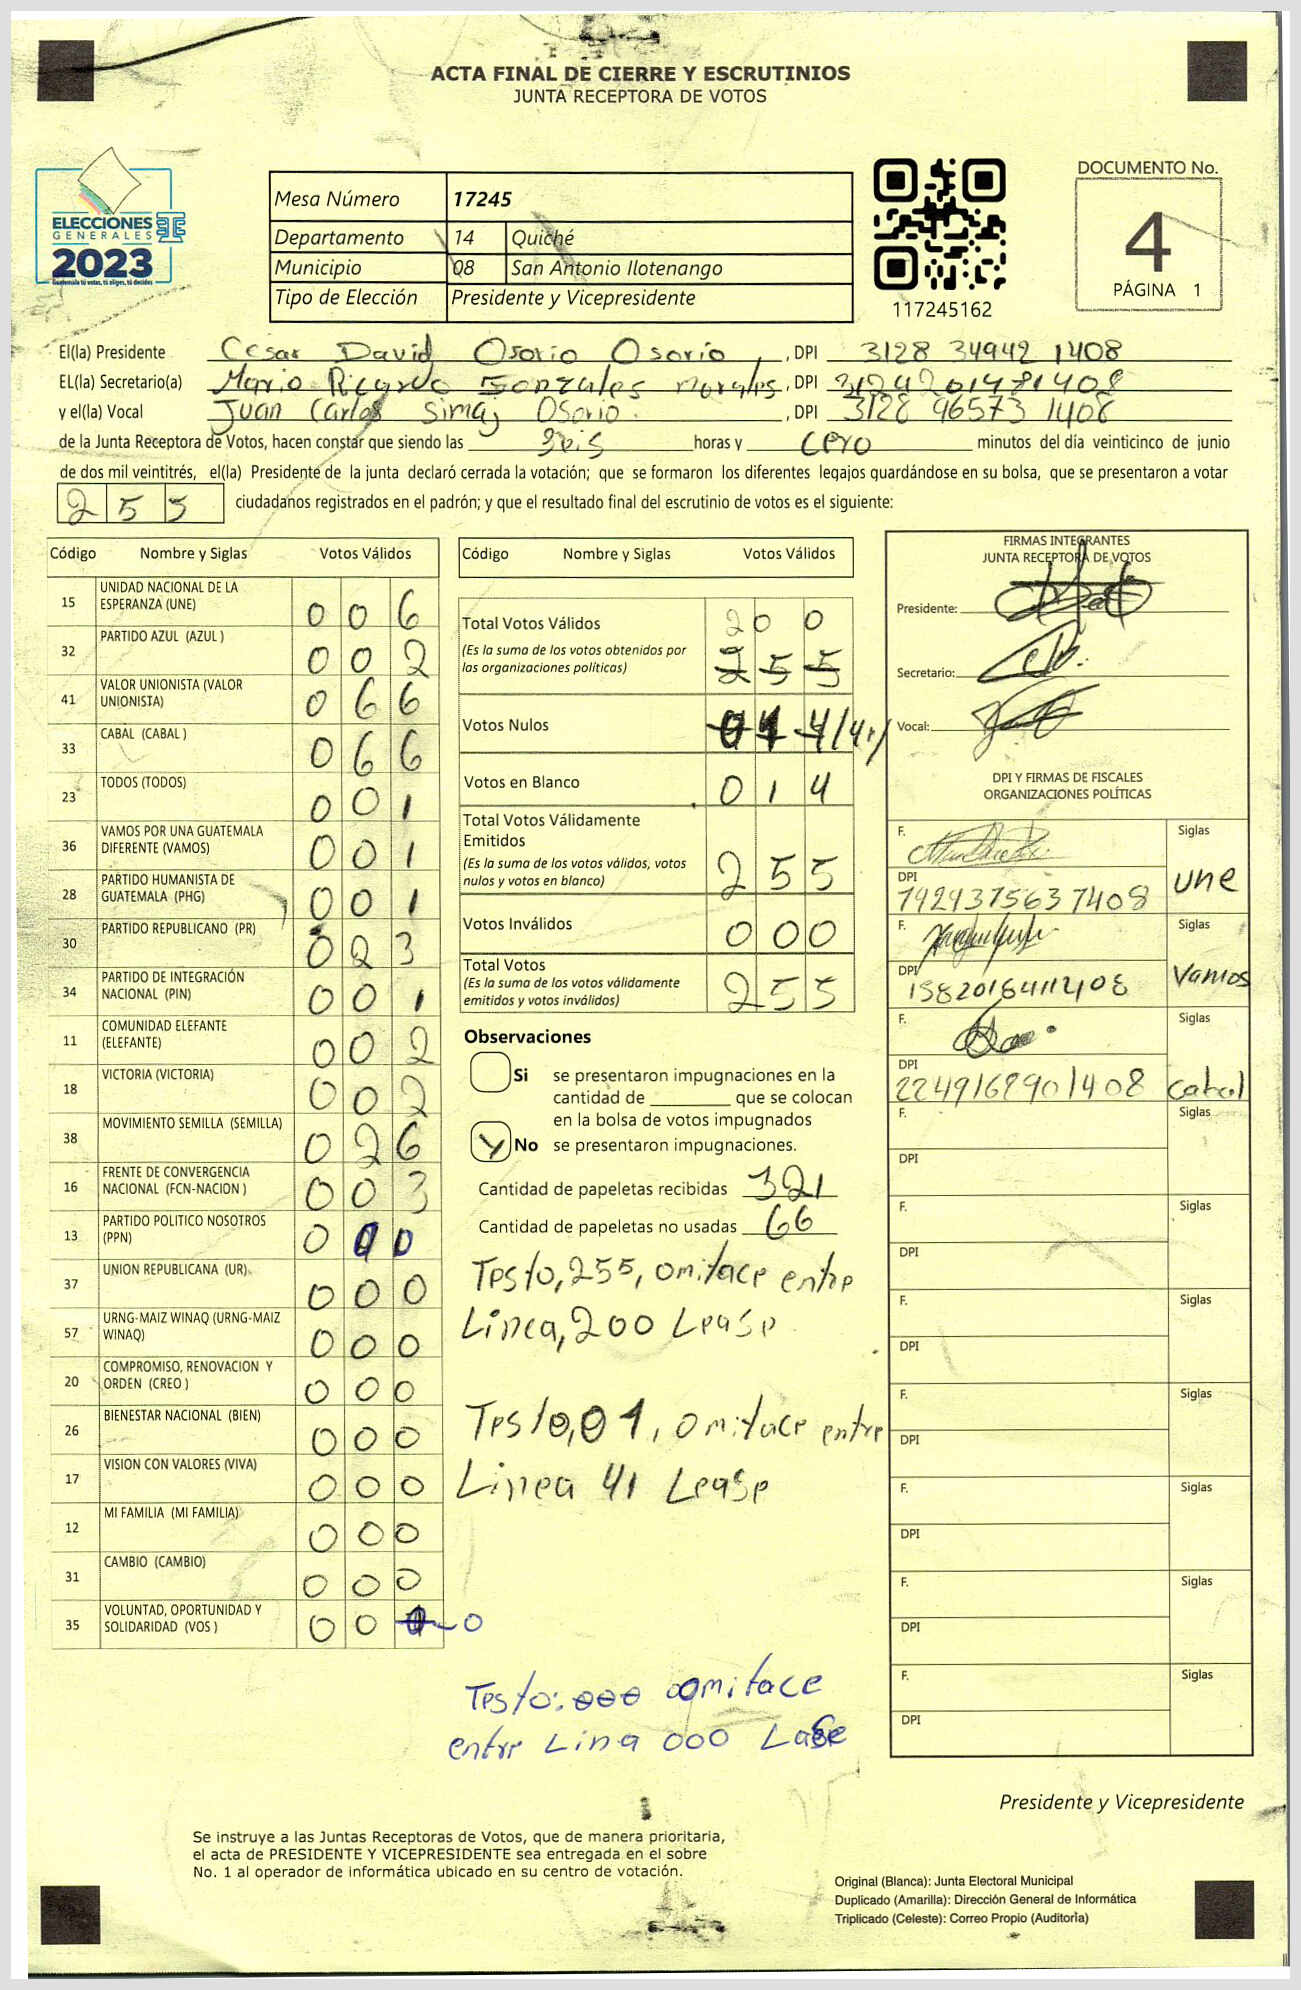 ACTA FINAL DE CIERRE Y ESCRUTINIOS
JUNTA RECEPTORA DE VOTOS
ELECCIONES
GENERALES
2023
Guatemala tú votas, tú eliges, tú decides
Mesa Número 17245
Departamento 14 Quiché
Municipio 08 San Antonio Ilotenango
Tipo de Elección Presidente y Vicepresidente
117245162
DOCUMENTO No.
4
PÁGINA 1
El(la) Presidente Cesar David Osorio Osorio, DPI 3128 34942 1408
EL(la) Secretario(a) Mario Ricardo Gonzales morales, DPI
y el(la) Vocal Juan Carlos Simaj Osorio, DPI 3128 96573 1408
de la Junta Receptora de Votos, hacen constar que siendo las Seis horas y cero minutos del día veinticinco de junio
de dos mil veintitrés, el(la) Presidente de la junta declaró cerrada la votación; que se formaron los diferentes legajos guardándose en su bolsa, que se presentaron a votar
255 ciudadanos registrados en el padrón; y que el resultado final del escrutinio de votos es el siguiente:
Código Nombre y Siglas Votos Válidos
15 UNIDAD NACIONAL DE LA ESPERANZA (UNE) 0 0 6
32 PARTIDO AZUL (AZUL ) 0 0 2
41 VALOR UNIONISTA (VALOR UNIONISTA) 0 6 6
33 CABAL (CABAL ) 0 6 6
23 TODOS (TODOS) 0 0 1
36 VAMOS POR UNA GUATEMALA DIFERENTE (VAMOS) 0 0 1
28 PARTIDO HUMANISTA DE GUATEMALA (PHG) 0 0 1
30 PARTIDO REPUBLICANO (PR) 0 2 3
34 PARTIDO DE INTEGRACIÓN NACIONAL (PIN) 0 0 1
11 COMUNIDAD ELEFANTE (ELEFANTE) 0 0 2
18 VICTORIA (VICTORIA) 0 0 2
38 MOVIMIENTO SEMILLA (SEMILLA) 0 2 6
16 FRENTE DE CONVERGENCIA NACIONAL (FCN-NACION ) 0 0 3
13 PARTIDO POLITICO NOSOTROS (PPN) 0 0 0
37 UNION REPUBLICANA (UR) 0 0 0
57 URNG-MAIZ WINAQ (URNG-MAIZ WINAQ) 0 0 0
20 COMPROMISO, RENOVACION Y ORDEN (CREO ) 0 0 0
26 BIENESTAR NACIONAL (BIEN) 0 0 0
17 VISION CON VALORES (VIVA) 0 0 0
12 MI FAMILIA (MI FAMILIA) 0 0 0
31 CAMBIO (CAMBIO) 0 0 0
35 VOLUNTAD, OPORTUNIDAD Y SOLIDARIDAD (VOS ) 0 0 0
Código Nombre y Siglas Votos Válidos
Total Votos Válidos 2 0 0
(Es la suma de los votos obtenidos por las organizaciones políticas) 2 5 5
Votos Nulos
Votos en Blanco 0 1 4
Total Votos Válidamente Emitidos
(Es la suma de los votos válidos, votos nulos y votos en blanco) 2 5 5
Votos Inválidos 0 0 0
Total Votos
(Es la suma de los votos válidamente emitidos y votos inválidos) 2 5 5
Observaciones
Si se presentaron impugnaciones en la
cantidad de ________ que se colocan
en la bolsa de votos impugnados
No se presentaron impugnaciones.
Cantidad de papeletas recibidas 321
Cantidad de papeletas no usadas 66
Testo, 255, omitace entre
Linea, 200 Lease
Testo, 01, omitace entre
Linea 41 Lease
Testo: 000 omitace
entre Lina 000 Lease
FIRMAS INTEGRANTES
JUNTA RECEPTORA DE VOTOS
Presidente:
Secretario:
Vocal:
DPI Y FIRMAS DE FISCALES
ORGANIZACIONES POLÍTICAS
F. Siglas
DPI une
1929375637408
F. Siglas
DPI Vamos
F. Siglas
DPI cabal
2249168901408
F. Siglas
DPI
F. Siglas
DPI
F. Siglas
DPI
F. Siglas
DPI
F. Siglas
DPI
F. Siglas
DPI
F. Siglas
DPI
Presidente y Vicepresidente
Se instruye a las Juntas Receptoras de Votos, que de manera prioritaria,
el acta de PRESIDENTE Y VICEPRESIDENTE sea entregada en el sobre
No. 1 al operador de informática ubicado en su centro de votación.
Original (Blanca): Junta Electoral Municipal
Duplicado (Amarilla): Dirección General de Informática
Triplicado (Celeste): Correo Propio (Auditoría)